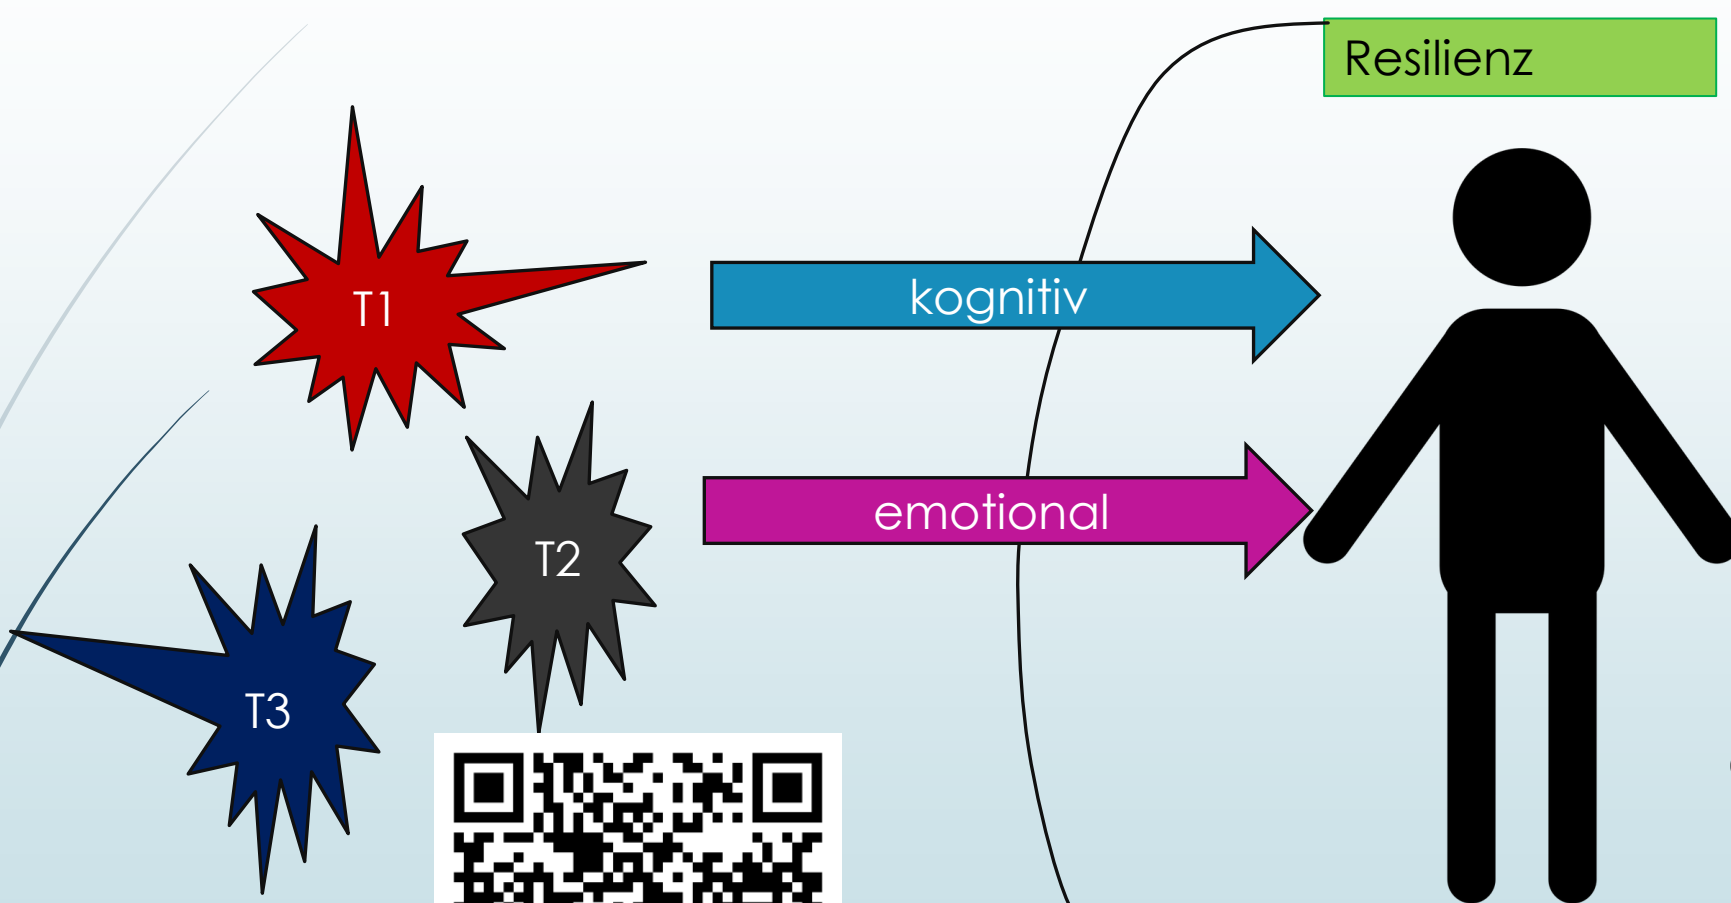 Resilienz
T1
kognitiv
emotional
T2
T3